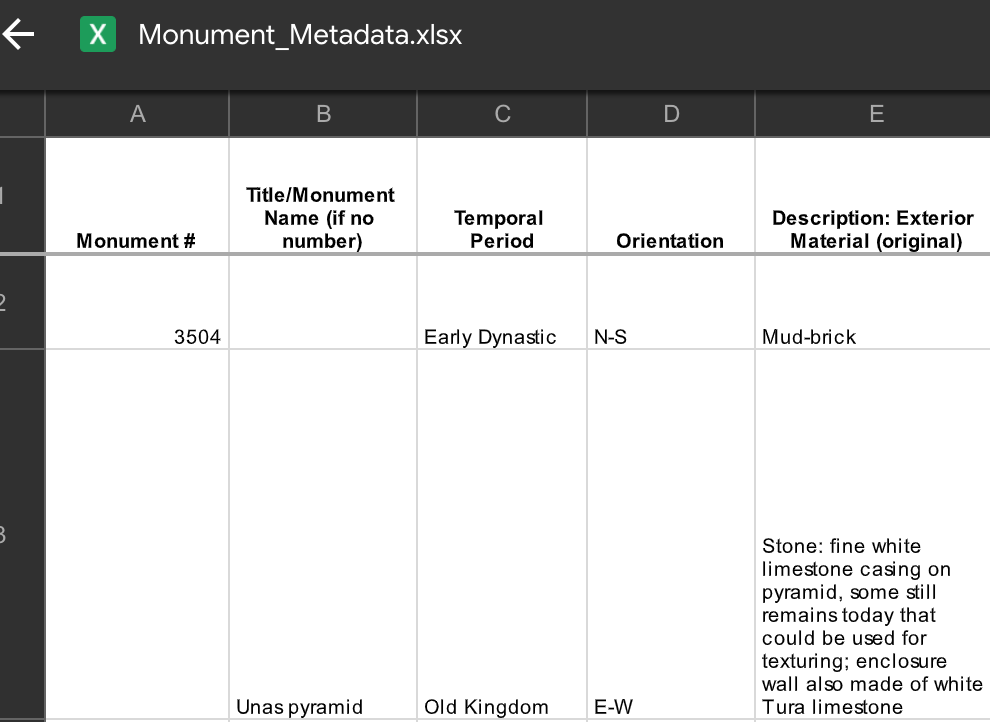 X Monument_Metadata.xlsx
A B C D E
1
Monument #
Title/Monument
Name (if no
number)
Temporal
Period
Orientation
Description: Exterior
Material (original)
2
3504
Early Dynastic
N-S
Mud-brick
3
Unas pyramid
Old Kingdom
E-W
Stone: fine white
limestone casing on
pyramid, some still
remains today that
could be used for
texturing; enclosure
wall also made of white
Tura limestone